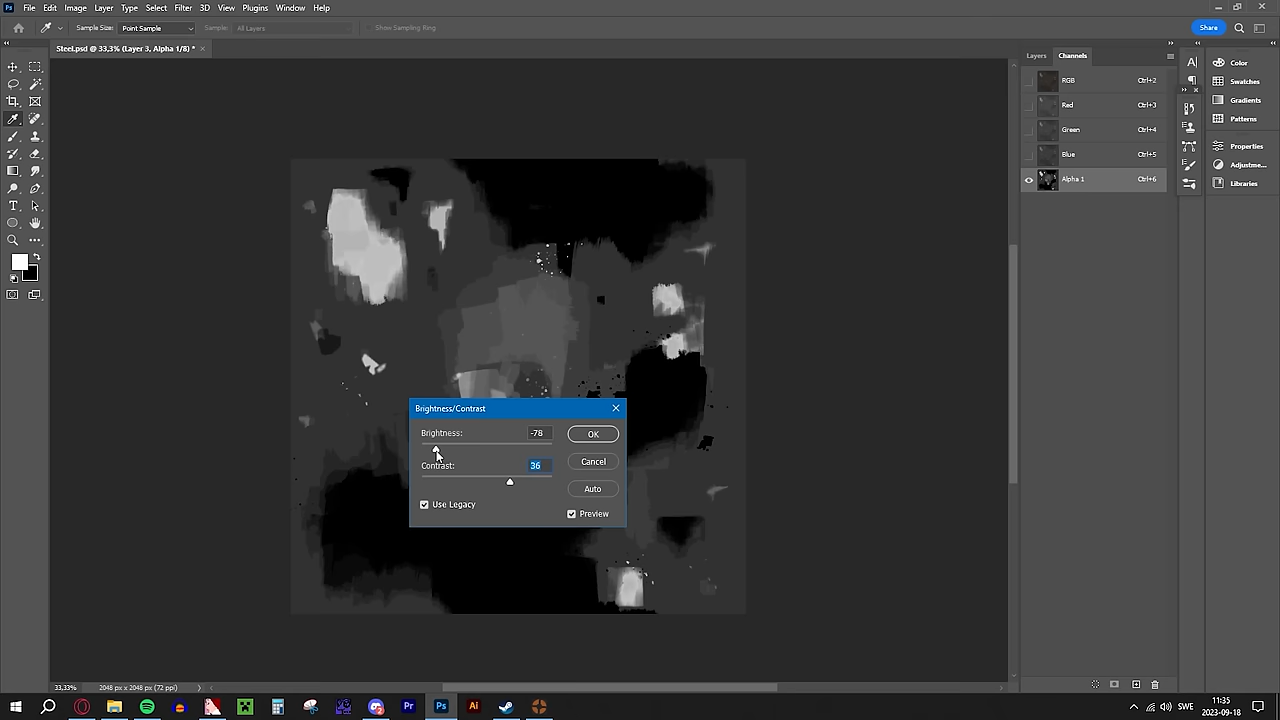 Ps File Edit Image Layer Type Select Filter 3D View Plugins Window Help
Sample Size: Point Sample Sample: All Layers Show Sampling Ring Share
Steel.psd @ 33,3% (Layer 3, Alpha 1/8) *
Layers Channels
RGB Ctrl+2
Red Ctrl+3
Green Ctrl+4
Blue Ctrl+5
Alpha 1 Ctrl+6
Color
Swatches
Gradients
Patterns
Properties
Adjustme...
Libraries
Brightness/Contrast
Brightness: -78
OK
Contrast: 36
Cancel
Auto
Use Legacy
Preview
33,33% 2048 px x 2048 px (72 ppi)
Pr Ps Ai
SWE
11:35
2023-09-18